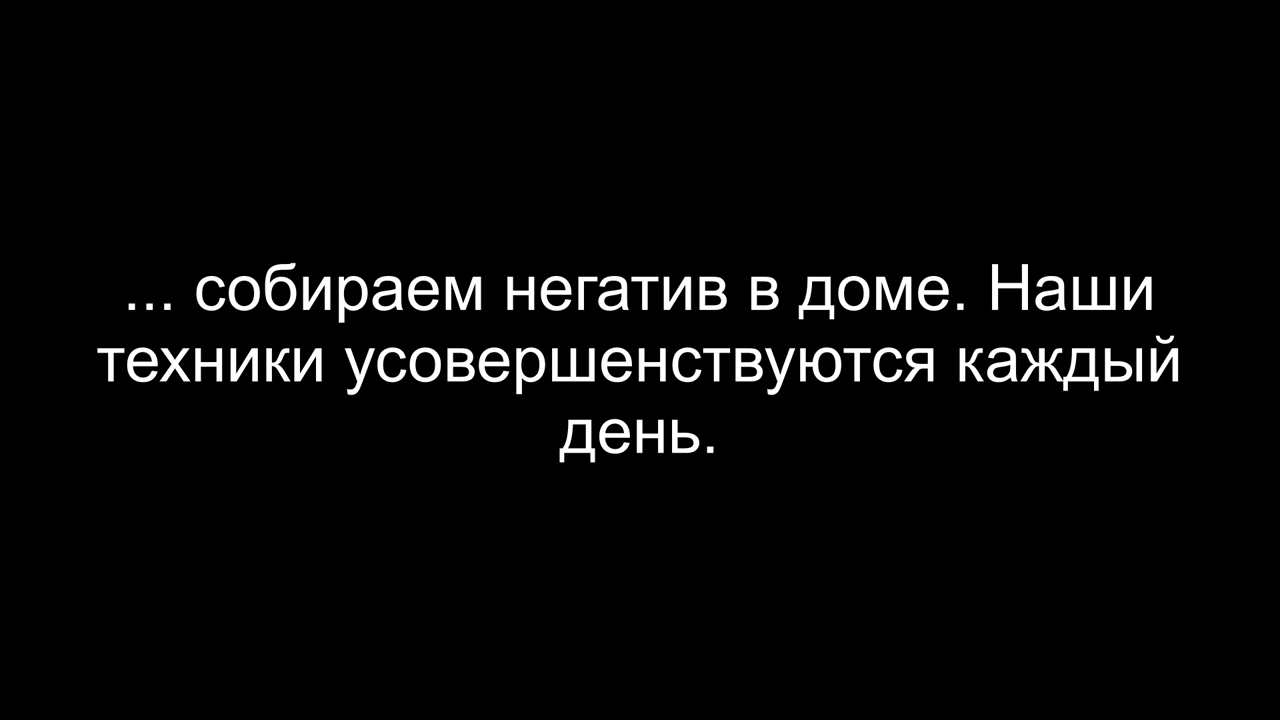 ... собираем негатив в доме. Наши
техники усовершенствуются каждый
день.